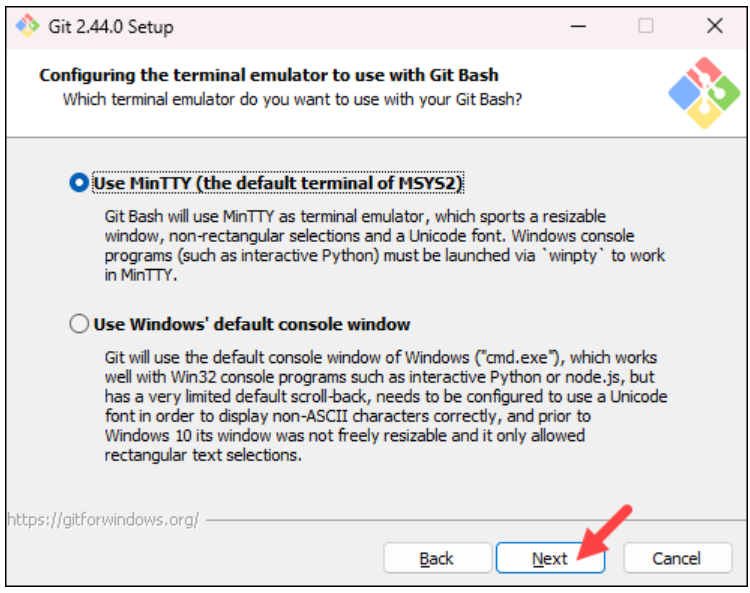 Git 2.44.0 Setup
Configuring the terminal emulator to use with Git Bash
Which terminal emulator do you want to use with your Git Bash?
Use MinTTY (the default terminal of MSYS2)
Git Bash will use MinTTY as terminal emulator, which sports a resizable
window, non-rectangular selections and a Unicode font. Windows console
programs (such as interactive Python) must be launched via `winpty` to work
in MinTTY.
Use Windows' default console window
Git will use the default console window of Windows ("cmd.exe"), which works
well with Win32 console programs such as interactive Python or node.js, but
has a very limited default scroll-back, needs to be configured to use a Unicode
font in order to display non-ASCII characters correctly, and prior to
Windows 10 its window was not freely resizable and it only allowed
rectangular text selections.
https://gitforwindows.org/
Back Next Cancel